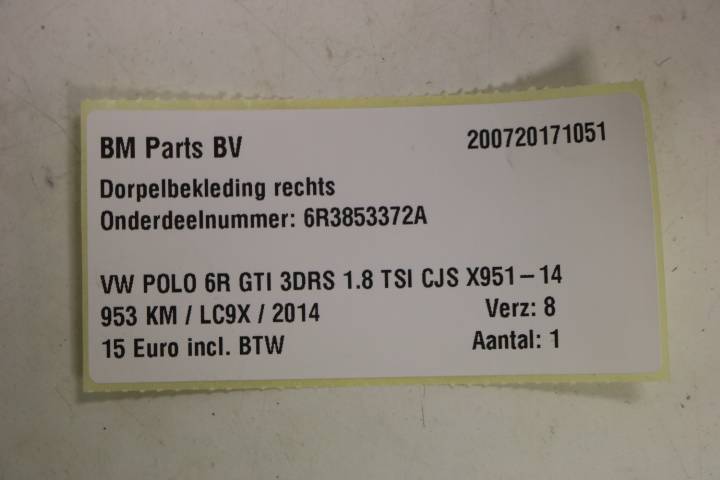 BM Parts BV 200720171051
Dorpelbekleding rechts
Onderdeelnummer: 6R3853372A
VW POLO 6R GTI 3DRS 1.8 TSI CJS X951-14
953 KM / LC9X / 2014 Verz: 8
15 Euro incl. BTW Aantal: 1